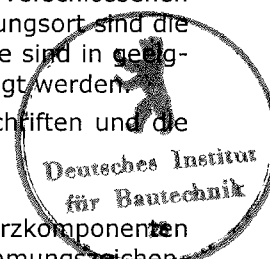 ungsort sind die
e sind in geeig-
gt werden.
chriften und die
Deutsches Institut
für Bautechnik
rzkomponenten